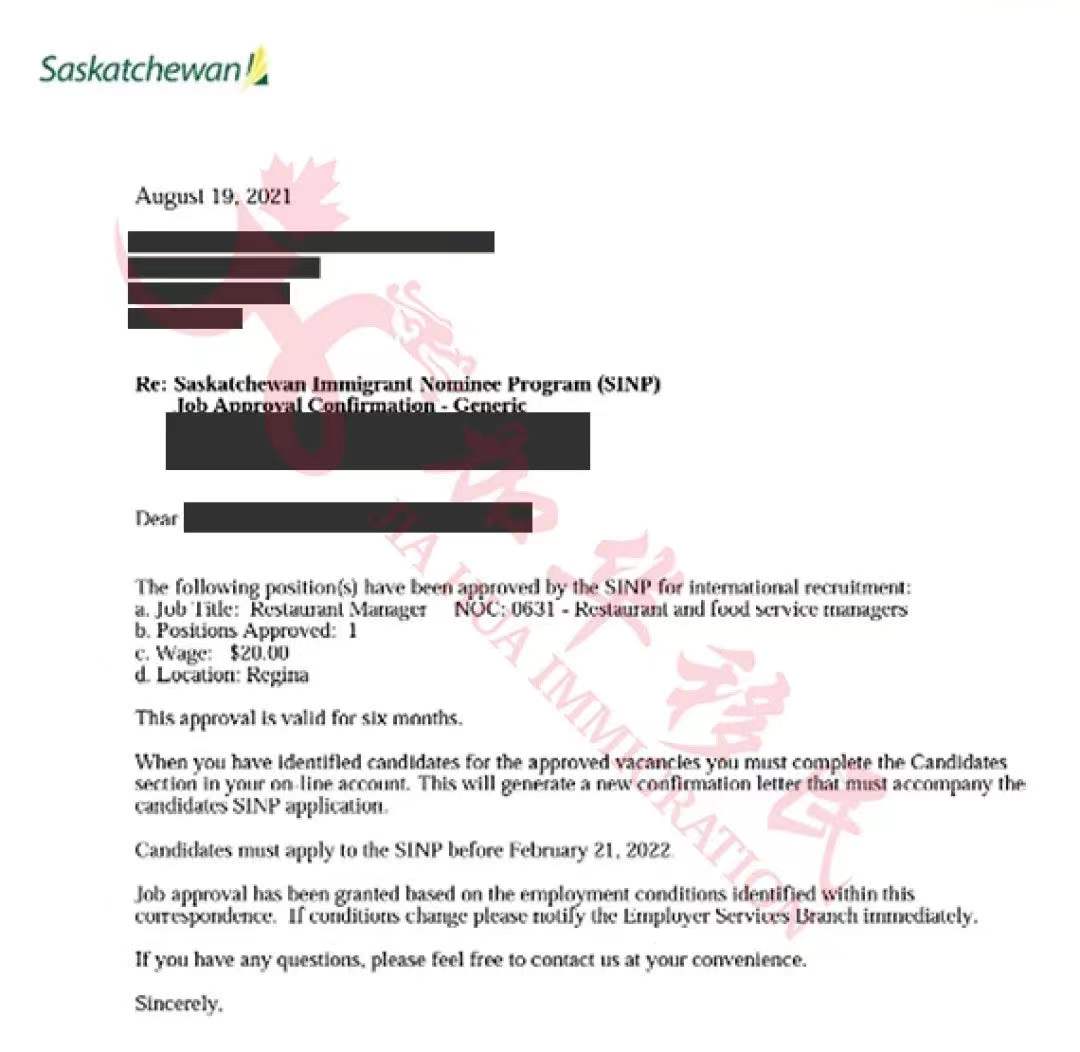 Saskatchewan
August 19, 2021
Re: Saskatchewan Immigrant Nominee Program (SINP)
Job Approval Confirmation - Generic
Dear
The following position(s) have been approved by the SINP for international recruitment:
a. Job Title: Restaurant Manager NOC: 0631 - Restaurant and food service managers
b. Positions Approved: 1
c. Wage: $20.00
d. Location: Regina
This approval is valid for six months.
When you have identified candidates for the approved vacancies you must complete the Candidates
section in your on-line account. This will generate a new confirmation letter that must accompany the
candidates SINP application.
Candidates must apply to the SINP before February 21, 2022
Job approval has been granted based on the employment conditions identified within this
correspondence. If conditions change please notify the Employer Services Branch immediately.
If you have any questions, please feel free to contact us at your convenience.
Sincerely,
加华移民
JIA HUA IMMIGRATION